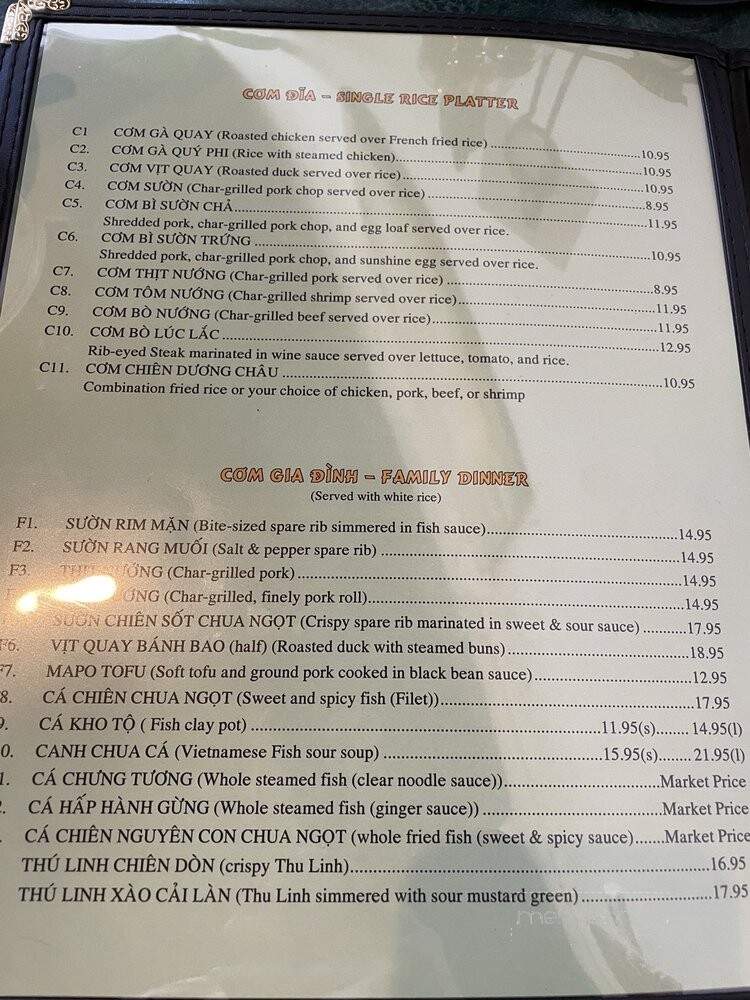 CƠM ĐĨA – SINGLE RICE PLATTER
C1 CƠM GÀ QUAY (Roasted chicken served over French fried rice) ...10.95
C2. CƠM GÀ QUÝ PHI (Rice with steamed chicken)...10.95
C3. CƠM VỊT QUAY (Roasted duck served over rice)...10.95
C4. CƠM SƯỜN (Char-grilled pork chop served over rice)...8.95
C5. CƠM BÌ SƯỜN CHẢ...11.95
Shredded pork, char-grilled pork chop, and egg loaf served over rice.
C6. CƠM BÌ SƯỜN TRỨNG ...10.95
Shredded pork, char-grilled pork chop, and sunshine egg served over rice.
C7. CƠM THỊT NƯỚNG (Char-grilled pork served over rice) ...8.95
C8. CƠM TÔM NƯỚNG (Char-grilled shrimp served over rice)...11.95
C9. CƠM BÒ NƯỚNG (Char-grilled beef served over rice)...11.95
C10. CƠM BÒ LÚC LẮC ...12.95
Rib-eyed Steak marinated in wine sauce served over lettuce, tomato, and rice.
C11. CƠM CHIÊN DƯƠNG CHÂU ...10.95
Combination fried rice or your choice of chicken, pork, beef, or shrimp
CƠM GIA ĐÌNH – FAMILY DINNER
(Served with white rice)
F1. SƯỜN RIM MẶN (Bite-sized spare rib simmered in fish sauce)...14.95
F2. SƯỜN RANG MUỐI (Salt & pepper spare rib) ...14.95
F3. THỊT NƯỚNG (Char-grilled pork)...14.95
(Char-grilled, finely pork roll)...14.95
SƯỜN CHIÊN SỐT CHUA NGỌT (Crispy spare rib marinated in sweet & sour sauce) ...17.95
F6. VỊT QUAY BÁNH BAO (half) (Roasted duck with steamed buns)...18.95
F7. MAPO TOFU (Soft tofu and ground pork cooked in black bean sauce)...12.95
8. CÁ CHIÊN CHUA NGỌT (Sweet and spicy fish (Filet))...17.95
9. CÁ KHO TỘ ( Fish clay pot) ...11.95(s)...14.95(l)
0. CANH CHUA CÁ (Vietnamese Fish sour soup) ...15.95(s)...21.95(l)
1. CÁ CHƯNG TƯƠNG (Whole steamed fish (clear noodle sauce))...Market Price
2. CÁ HẤP HÀNH GỪNG (Whole steamed fish (ginger sauce)) ...Market Price
CÁ CHIÊN NGUYÊN CON CHUA NGỌT (whole fried fish (sweet & spicy sauce)...Market Price
THÚ LINH CHIÊN DÒN (crispy Thu Linh)...16.95
THÚ LINH XÀO CẢI LÀN (Thu Linh simmered with sour mustard green) ...17.95